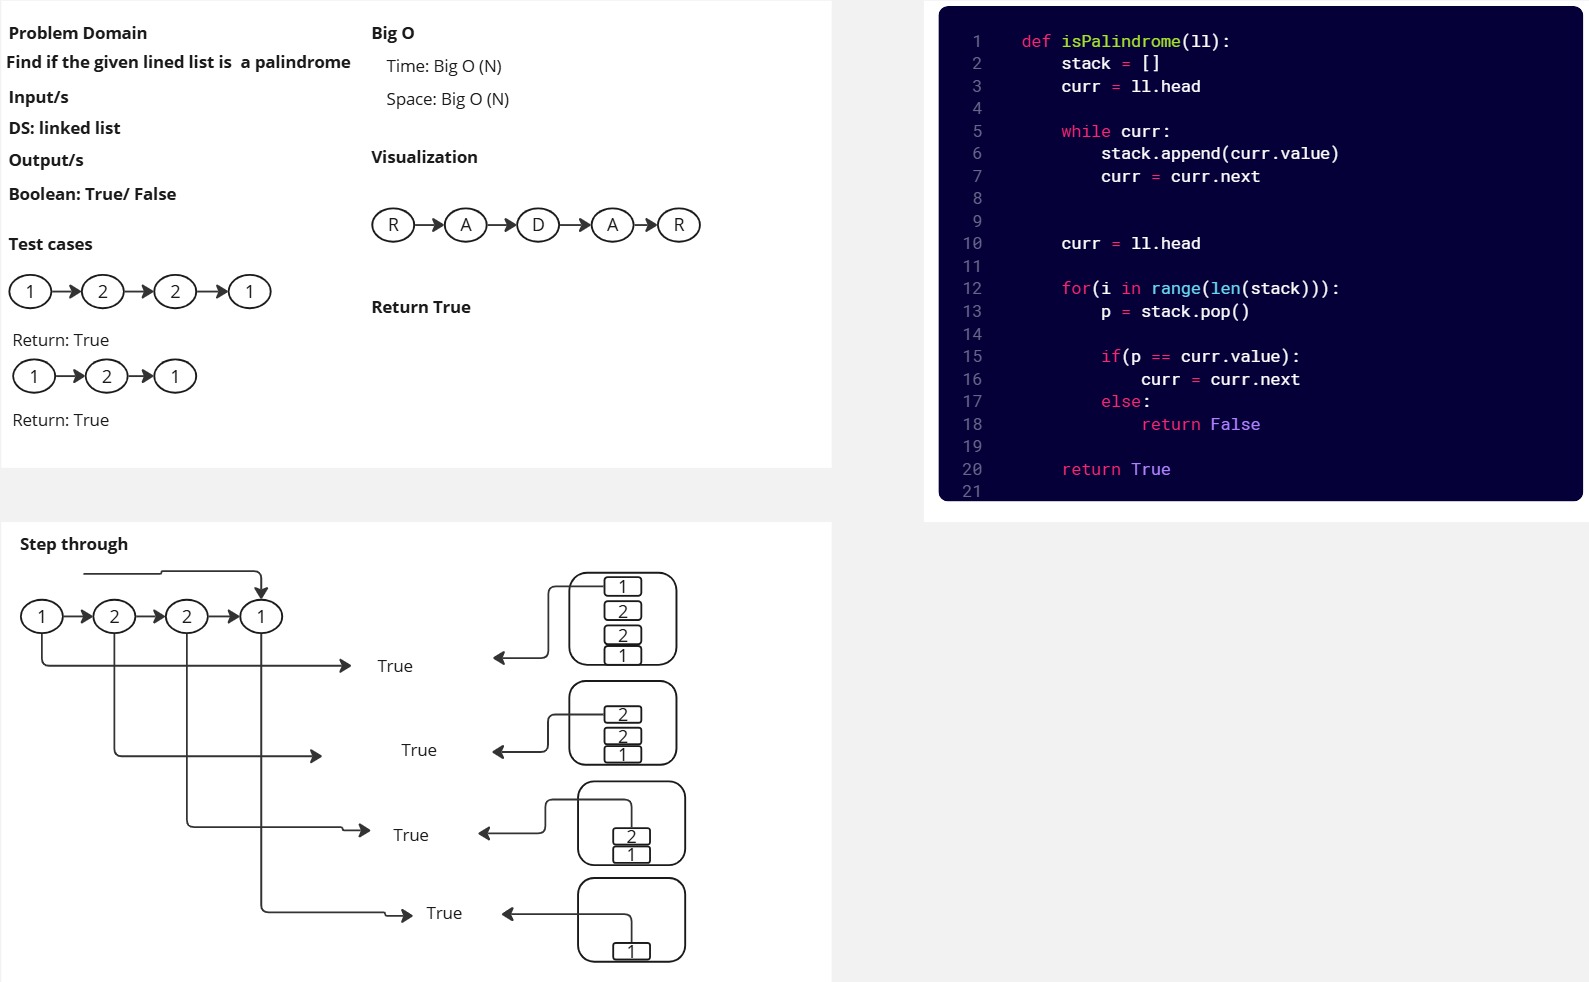 Problem Domain
Find if the given lined list is  a palindrome
Input/s
DS: linked list
Output/s
Boolean: True/ False
Test cases
1 2 2 1
Return: True
1 2 1
Return: True
Big O
Time: Big O (N)
Space: Big O (N)
Visualization
R A D A R
Return True
1 def isPalindrome(ll):
2     stack = []
3     curr = ll.head
4
5     while curr:
6         stack.append(curr.value)
7         curr = curr.next
8
9
10     curr = ll.head
11
12     for(i in range(len(stack))):
13         p = stack.pop()
14
15         if(p == curr.value):
16             curr = curr.next
17         else:
18             return False
19
20     return True
21
Step through
1 2 2 1
True
True
True
True
1
2
2
1
2
2
1
2
1
1